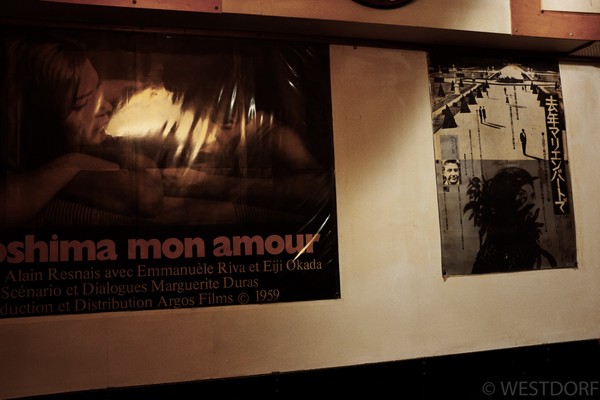 oshima mon amour
Alain Resnais avec Emmanuèle Riva et Eiji Okada
Scénario et Dialogues Marguerite Duras
duction et Distribution Argos Films © 1959
去年マリエンバートで
© WESTDORF